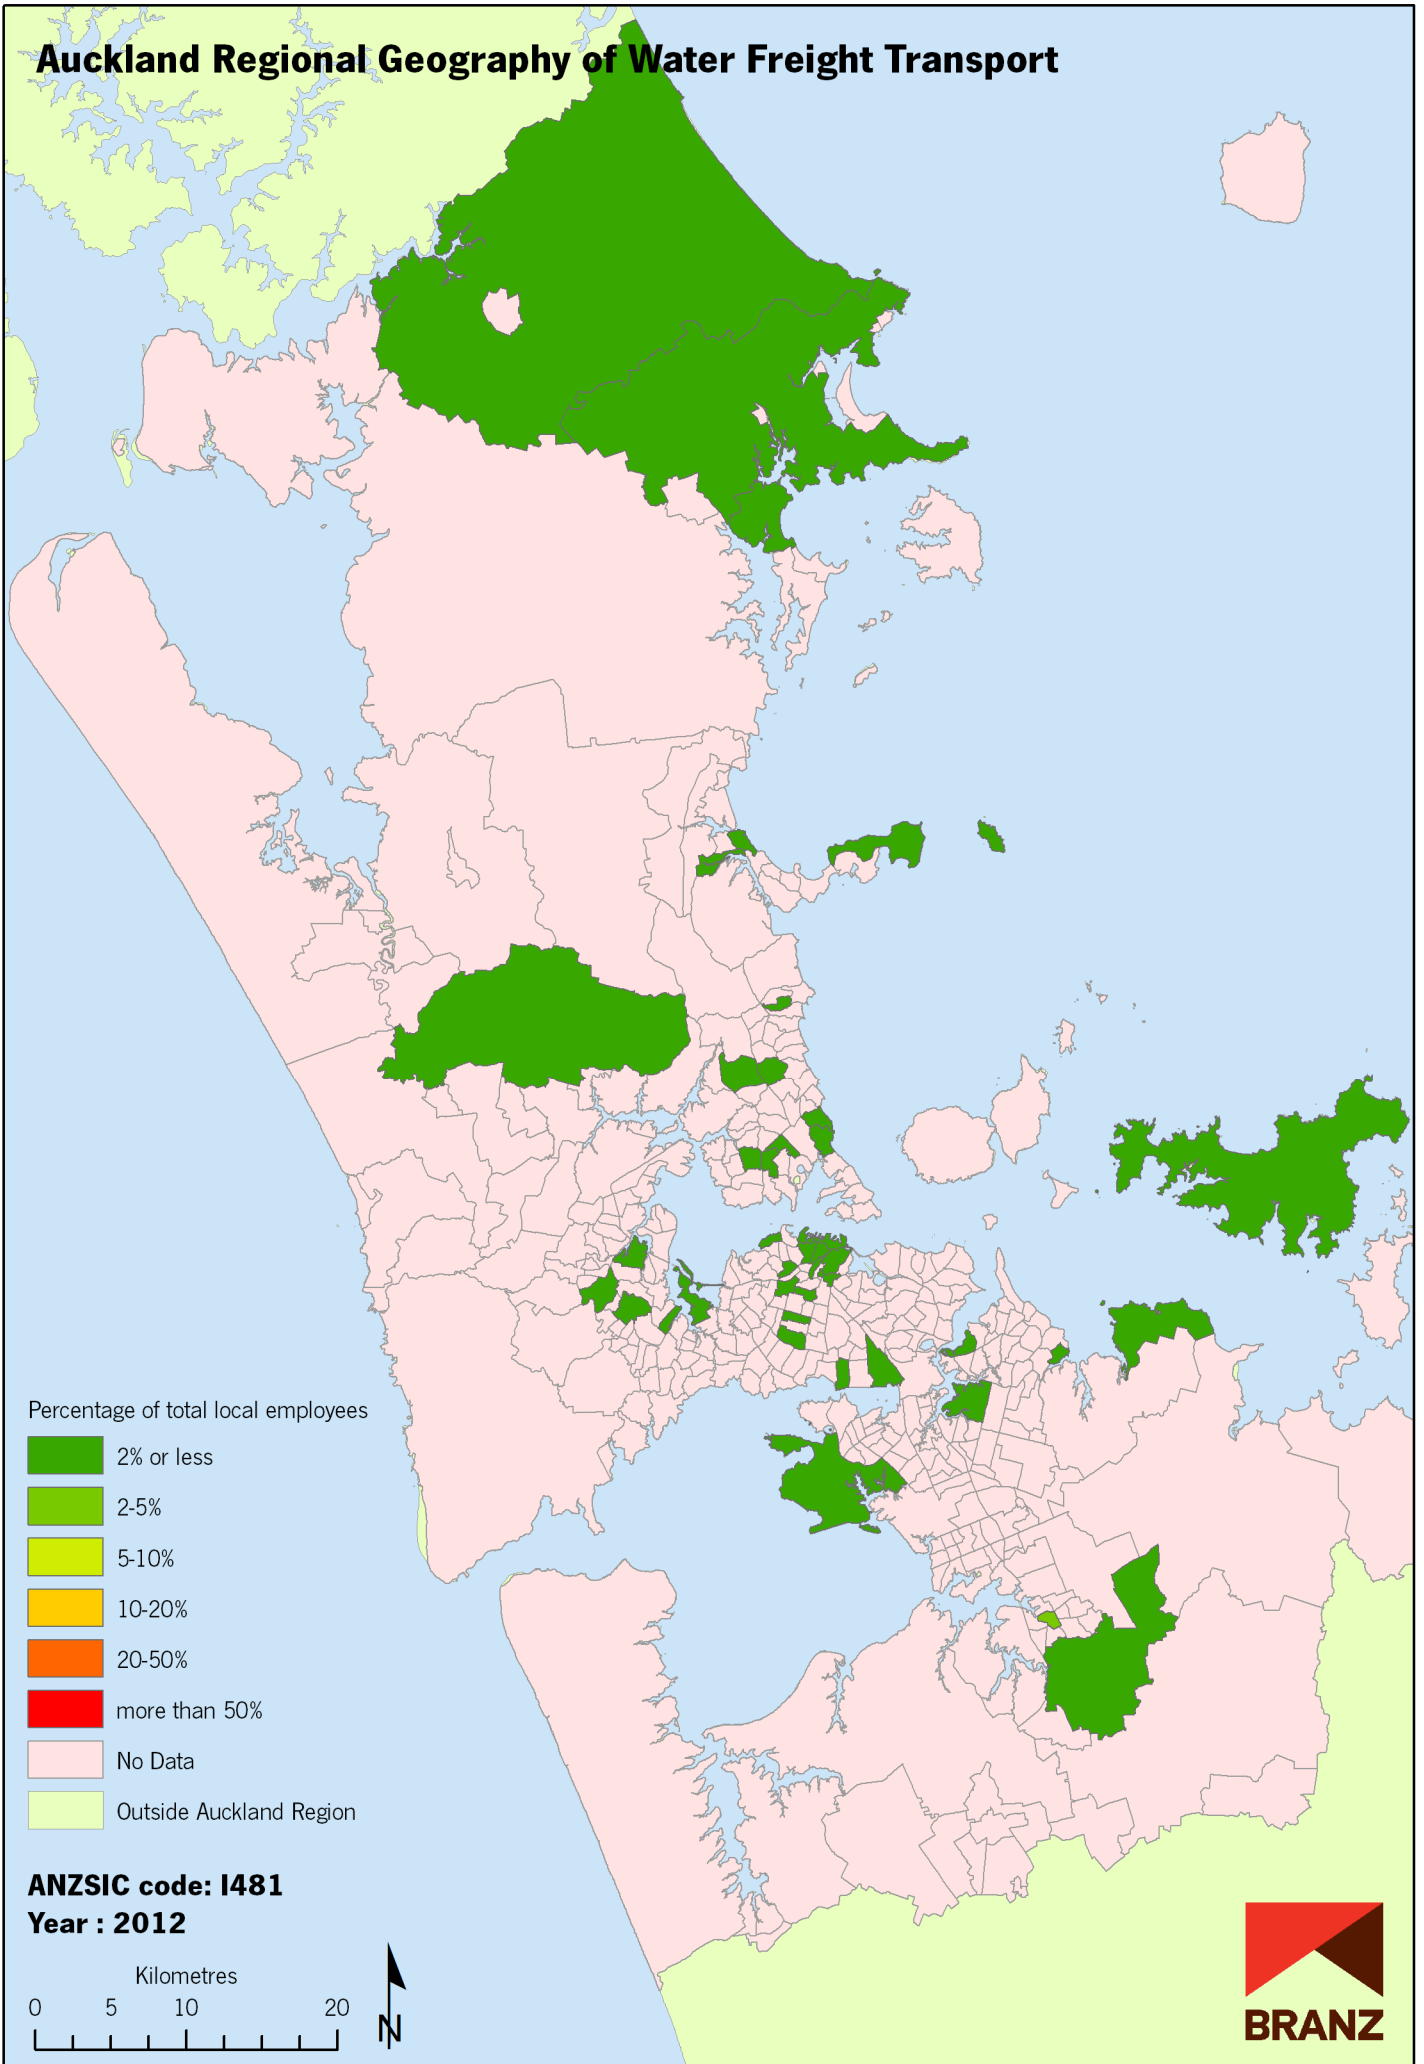 Auckland Regional Geography of Water Freight Transport
Percentage of total local employees
2% or less
2-5%
5-10%
10-20%
20-50%
more than 50%
No Data
Outside Auckland Region
ANZSIC code: I481
Year : 2012
Kilometres
0 5 10 20
N
BRANZ